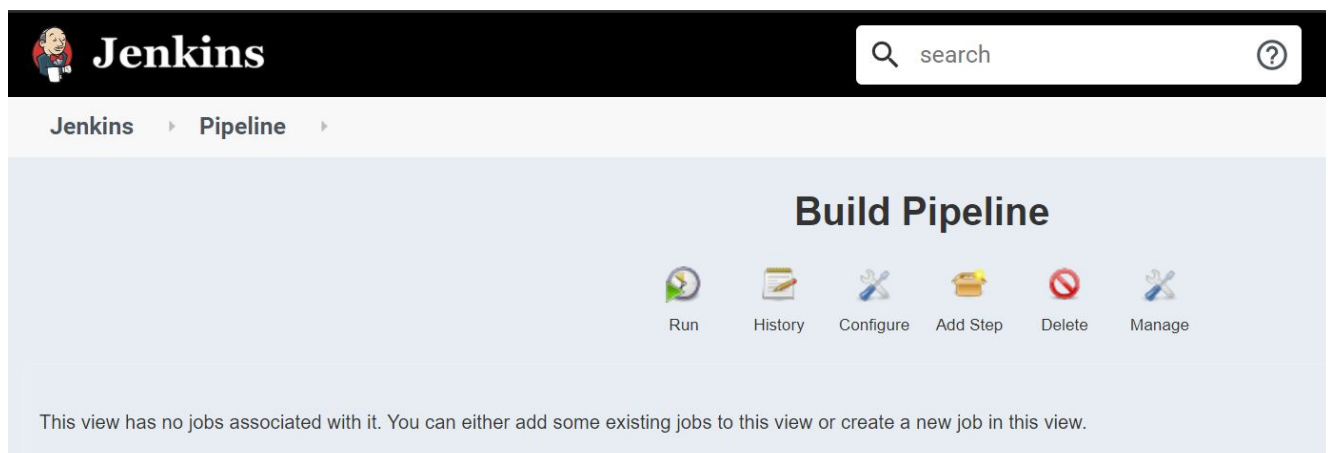 Jenkins
search
Jenkins Pipeline
Build Pipeline
Run History Configure Add Step Delete Manage
This view has no jobs associated with it. You can either add some existing jobs to this view or create a new job in this view.